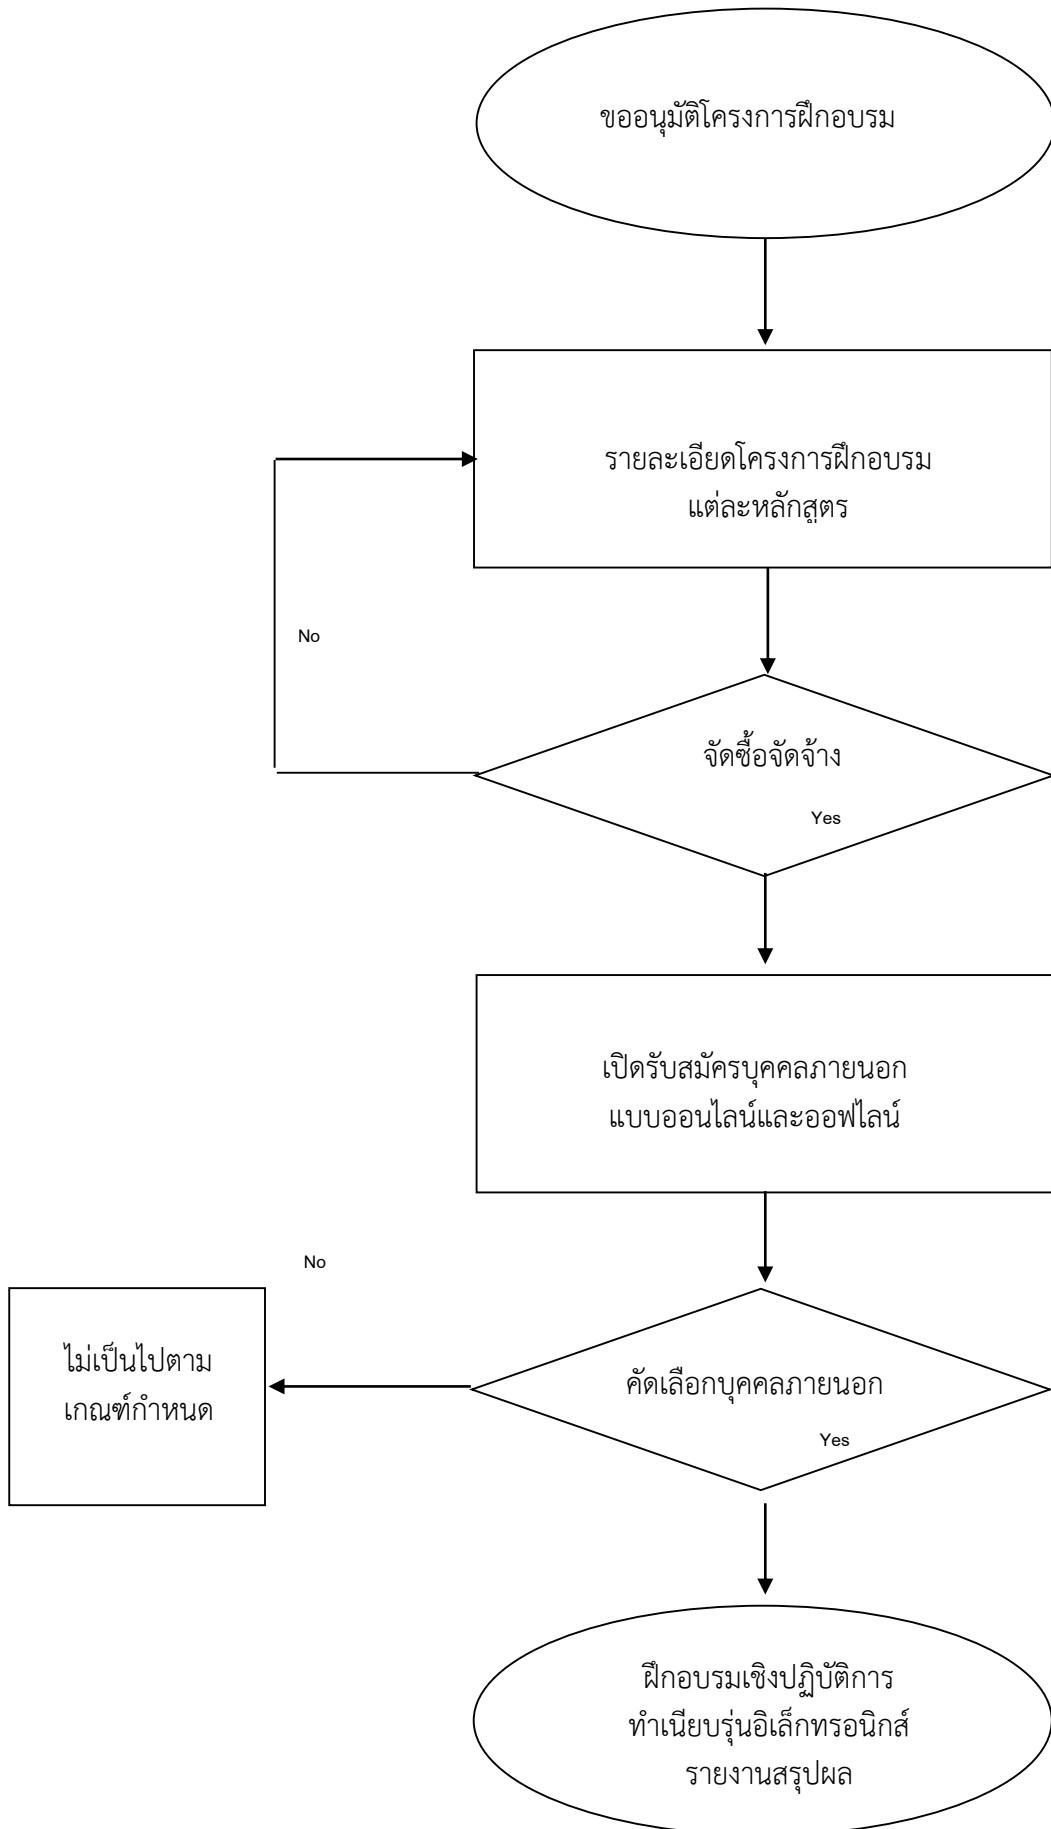 ขออนุมัติโครงการฝึกอบรม
รายละเอียดโครงการฝึกอบรม
แต่ละหลักสูตร
No
จัดซื้อจัดจ้าง
Yes
เปิดรับสมัครบุคคลภายนอก
แบบออนไลน์และออฟไลน์
No
ไม่เป็นไปตาม
เกณฑ์กำหนด
คัดเลือกบุคคลภายนอก
Yes
ฝึกอบรมเชิงปฏิบัติการ
ทำเนียบรุ่นอิเล็กทรอนิกส์
รายงานสรุปผล